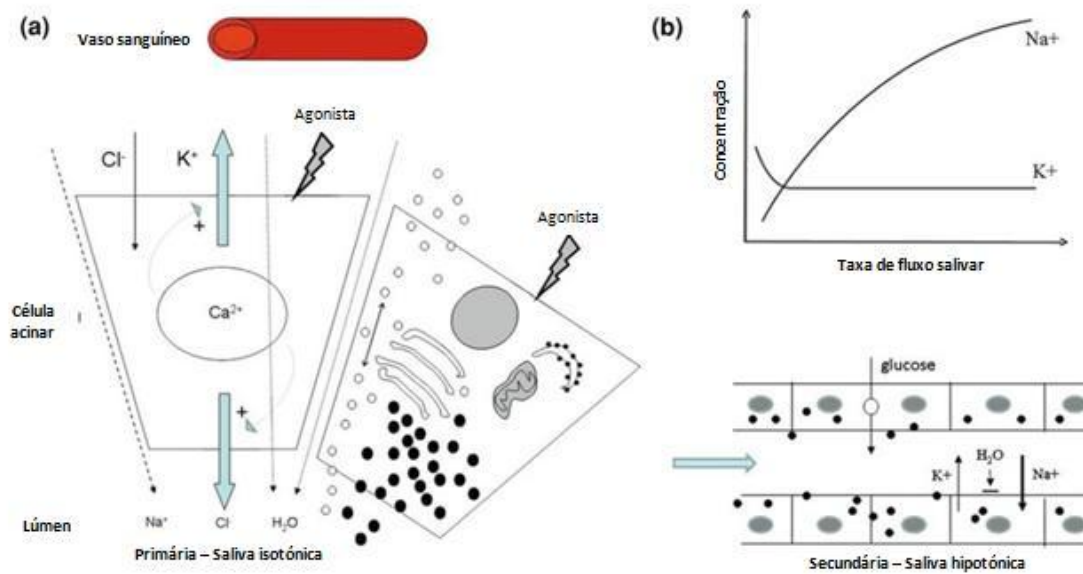 (a)
Vaso sanguíneo
Agonista
Cl-
K+
+
Agonista
Célula
acinar
Ca2+
+
Lúmen
Na+
Cl-
H2O
Primária – Saliva isotónica
(b)
Concentração
Na+
K+
Taxa de fluxo salivar
glucose
H2O
K+
Na+
Secundária – Saliva hipotónica